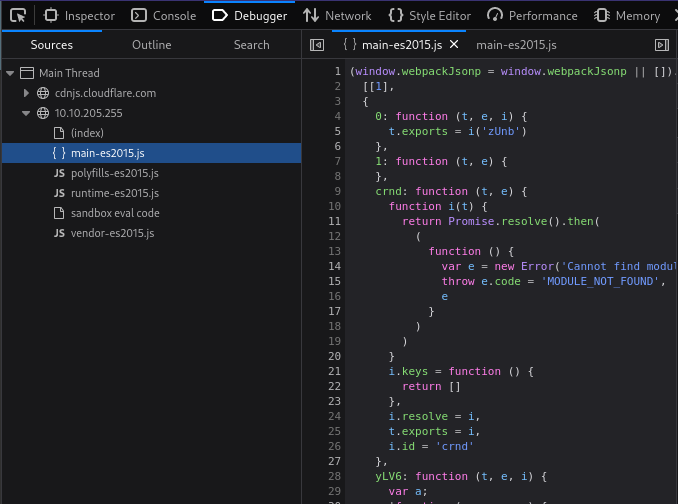 Inspector Console Debugger Network Style Editor Performance Memory
Sources Outline Search { } main-es2015.js main-es2015.js
Main Thread
cdnjs.cloudflare.com
10.10.205.255
(index)
{ } main-es2015.js
JS polyfills-es2015.js
JS runtime-es2015.js
sandbox eval code
JS vendor-es2015.js
1 (window.webpackJsonp = window.webpackJsonp || []).
2 [[1],
3 {
4 0: function (t, e, i) {
5 t.exports = i('zUnb')
6 },
7 1: function (t, e) {
8 },
9 crnd: function (t, e) {
10 function i(t) {
11 return Promise.resolve().then(
12 (
13 function () {
14 var e = new Error('Cannot find modul
15 throw e.code = 'MODULE_NOT_FOUND',
16 e
17 }
18 )
19 )
20 }
21 i.keys = function () {
22 return []
23 },
24 i.resolve = i,
25 t.exports = i,
26 i.id = 'crnd'
27 },
28 yLV6: function (t, e, i) {
29 var a;